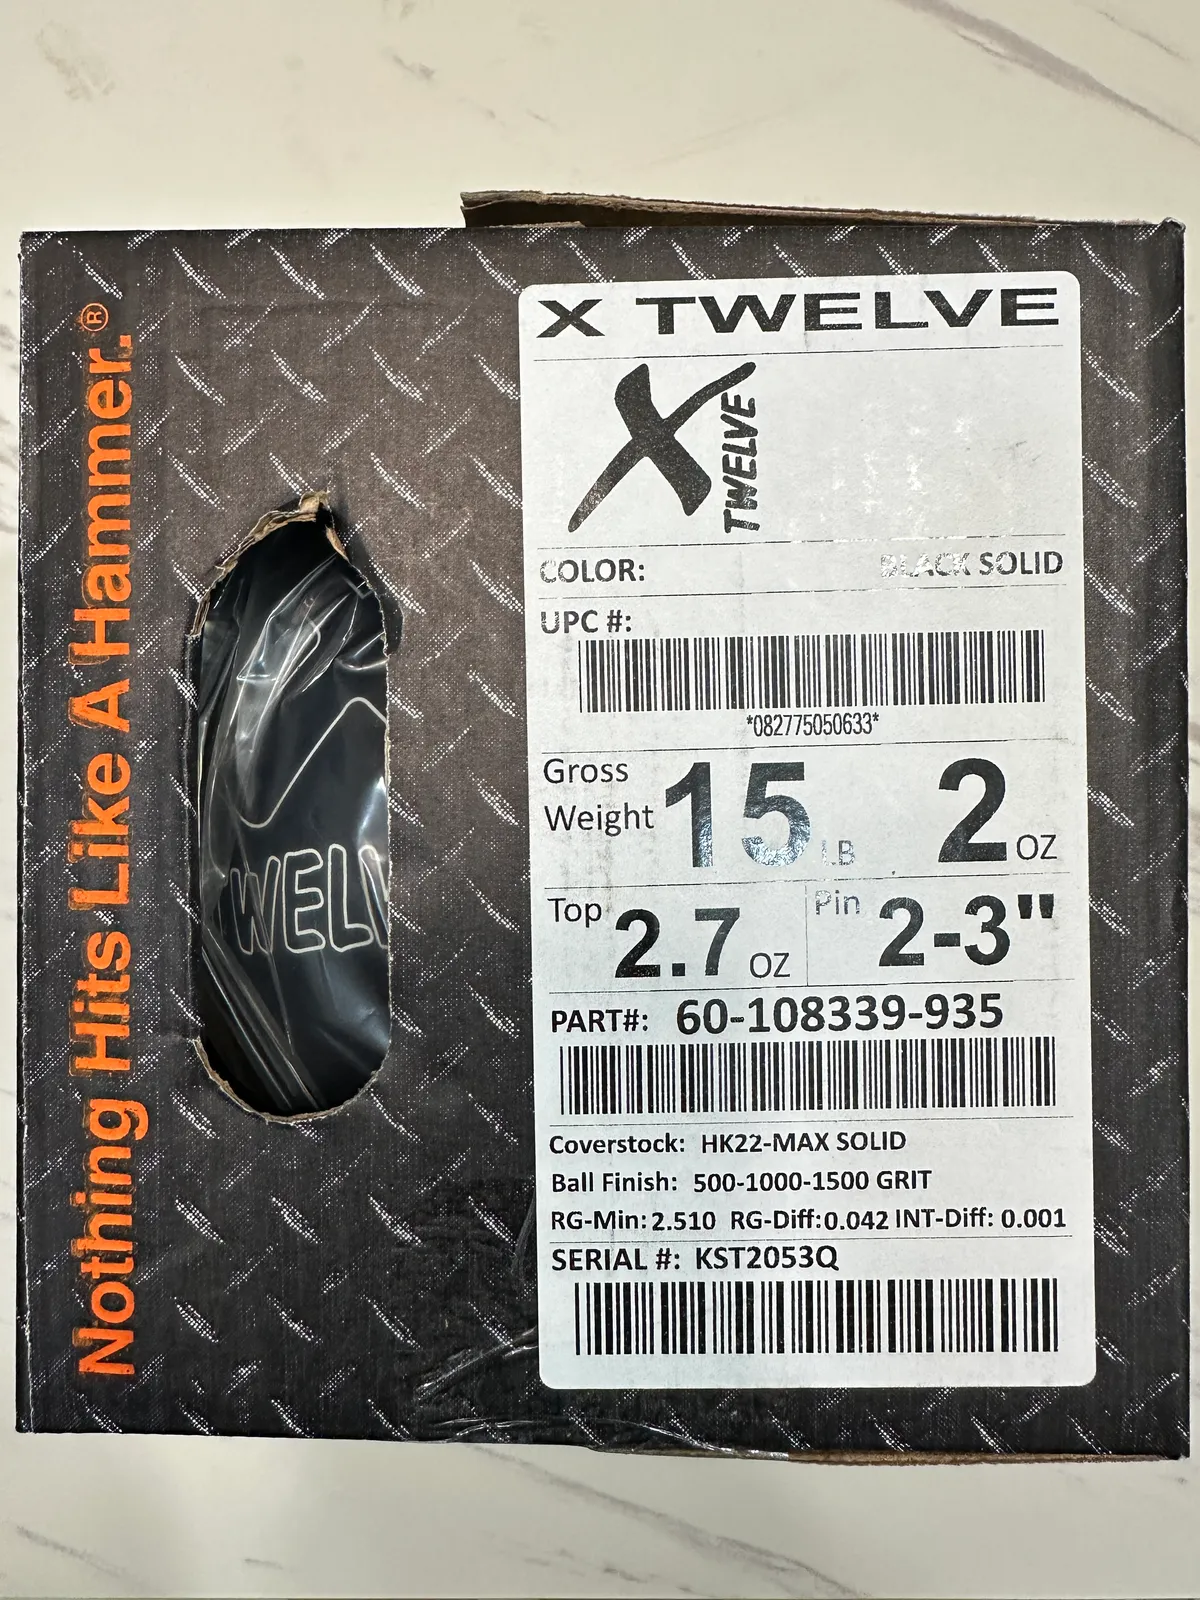 Nothing Hits Like A Hammer.®
WELV
X TWELVE
X
TWELVE
COLOR: BLACK SOLID
UPC #:
*082775050633*
Gross Weight 15 LB 2 OZ
Top 2.7 OZ Pin 2-3"
PART#: 60-108339-935
Coverstock: HK22-MAX SOLID
Ball Finish: 500-1000-1500 GRIT
RG-Min: 2.510 RG-Diff: 0.042 INT-Diff: 0.001
SERIAL #: KST2053Q